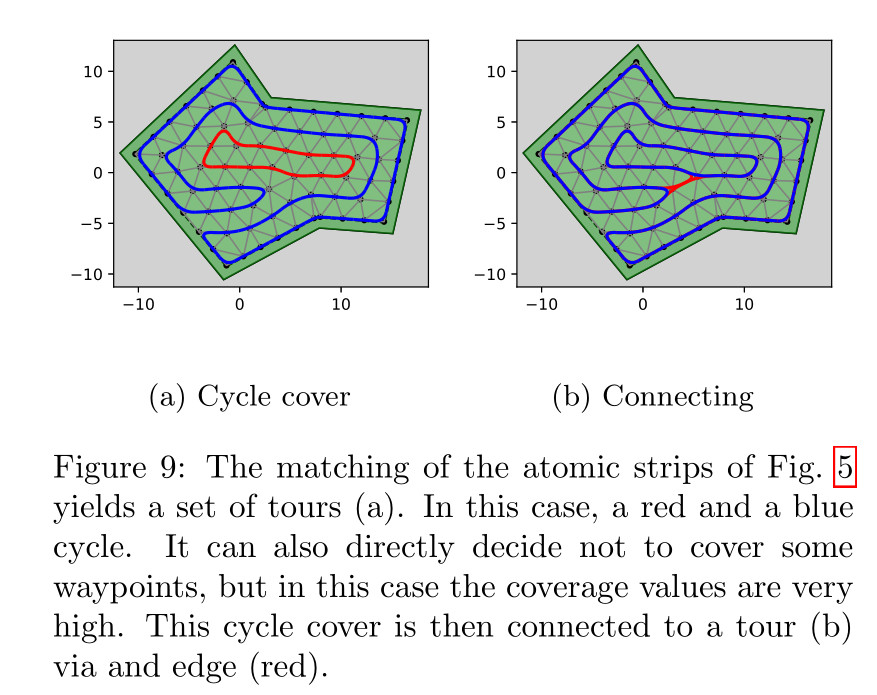 10
5
0
−5
−10
−10
0
10
10
5
0
−5
−10
−10
0
10
(a) Cycle cover
(b) Connecting
Figure 9: The matching of the atomic strips of Fig. 5
yields a set of tours (a). In this case, a red and a blue
cycle. It can also directly decide not to cover some
waypoints, but in this case the coverage values are very
high. This cycle cover is then connected to a tour (b)
via and edge (red).